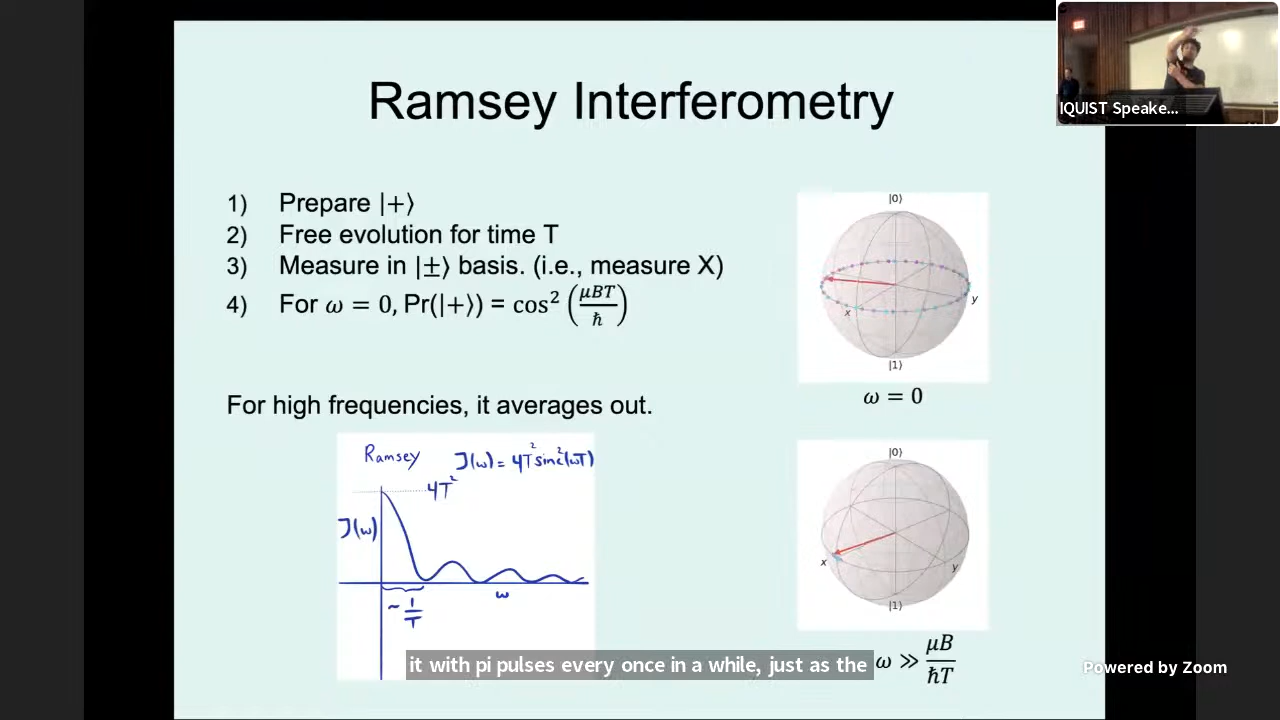 Ramsey Interferometry
IQUIST Speake...
1) Prepare |+⟩
2) Free evolution for time T
3) Measure in |±⟩ basis. (i.e., measure X)
4) For ω = 0, Pr(|+⟩) = cos² (μBT/ħ)
|0⟩
x
y
|1⟩
ω = 0
For high frequencies, it averages out.
Ramsey J(ω) = 4T² sinc²(ωT)
4T²
J(ω)
~ 1/T
ω
|0⟩
x
y
|1⟩
ω ≫ μB/ħT
it with pi pulses every once in a while, just as the
Powered by Zoom